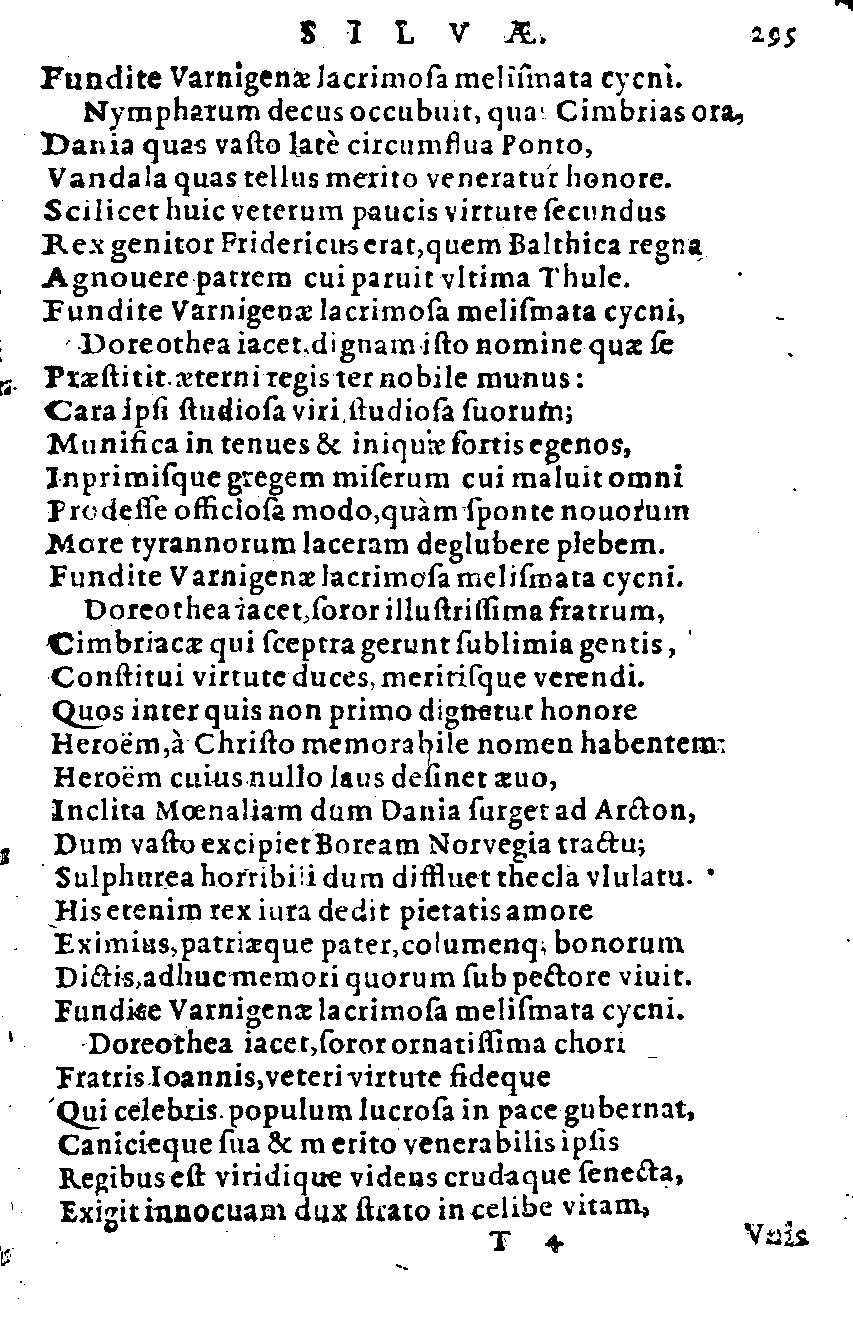 S I L V Æ. 295
Fundite Varnigenæ lacrimoſa meliſmata cycni.
Nympharum decus occubuit, quas Cimbrias ora,
Dania quas vaſto latè circumflua Ponto,
Vandala quas tellus merito veneratur honore.
Scilicet huic veterum paucis virtute ſecundus
Rex genitor Fridericus erat, quem Balthica regna
Agnouere patrem cui paruit vltima Thule.
Fundite Varnigenæ lacrimoſa meliſmata cycni,
Doreothea iacet, dignam iſto nomine quæ ſe
Præſtitit æterni regis ter nobile munus:
Cara ipſi ſtudioſa viri, ſtudioſa ſuorum;
Munifica in tenues & iniquæ ſortis egenos,
Inprimiſque gregem miſerum cui maluit omni
Prodeſſe officioſa modo, quàm ſponte nouorum
More tyrannorum laceram deglubere plebem.
Fundite Varnigenæ lacrimoſa meliſmata cycni.
Doreothea iacet, ſoror illuſtriſſima fratrum,
Cimbriacæ qui ſceptra gerunt ſublimia gentis,
Conſtitui virtute duces, meritiſque verendi.
Quos inter quis non primo dignetur honore
Heroëm, à Chriſto memorabile nomen habentem:
Heroëm cuius nullo laus deſinet æuo,
Inclita Mœnaliam dum Dania ſurget ad Arcton,
Dum vaſto excipiet Boream Norvegia tractu;
Sulphurea horribili dum diffluet thecla vlulatu.
His etenim rex iura dedit pietatis amore
Eximius, patriæque pater, columenq; bonorum
Dictis, adhuc memori quorum ſub pectore viuit.
Fundite Varnigenæ lacrimoſa meliſmata cycni.
Doreothea iacet, ſoror ornatiſſima chori
Fratris Ioannis, veteri virtute fideque
Qui celebris populum lucroſa in pace gubernat,
Canicieque ſua & merito venerabilis ipſis
Regibus eſt viridique videns crudaque ſenecta,
Exigit innocuam dux ſtrato in celibe vitam,
T 4 Vnis